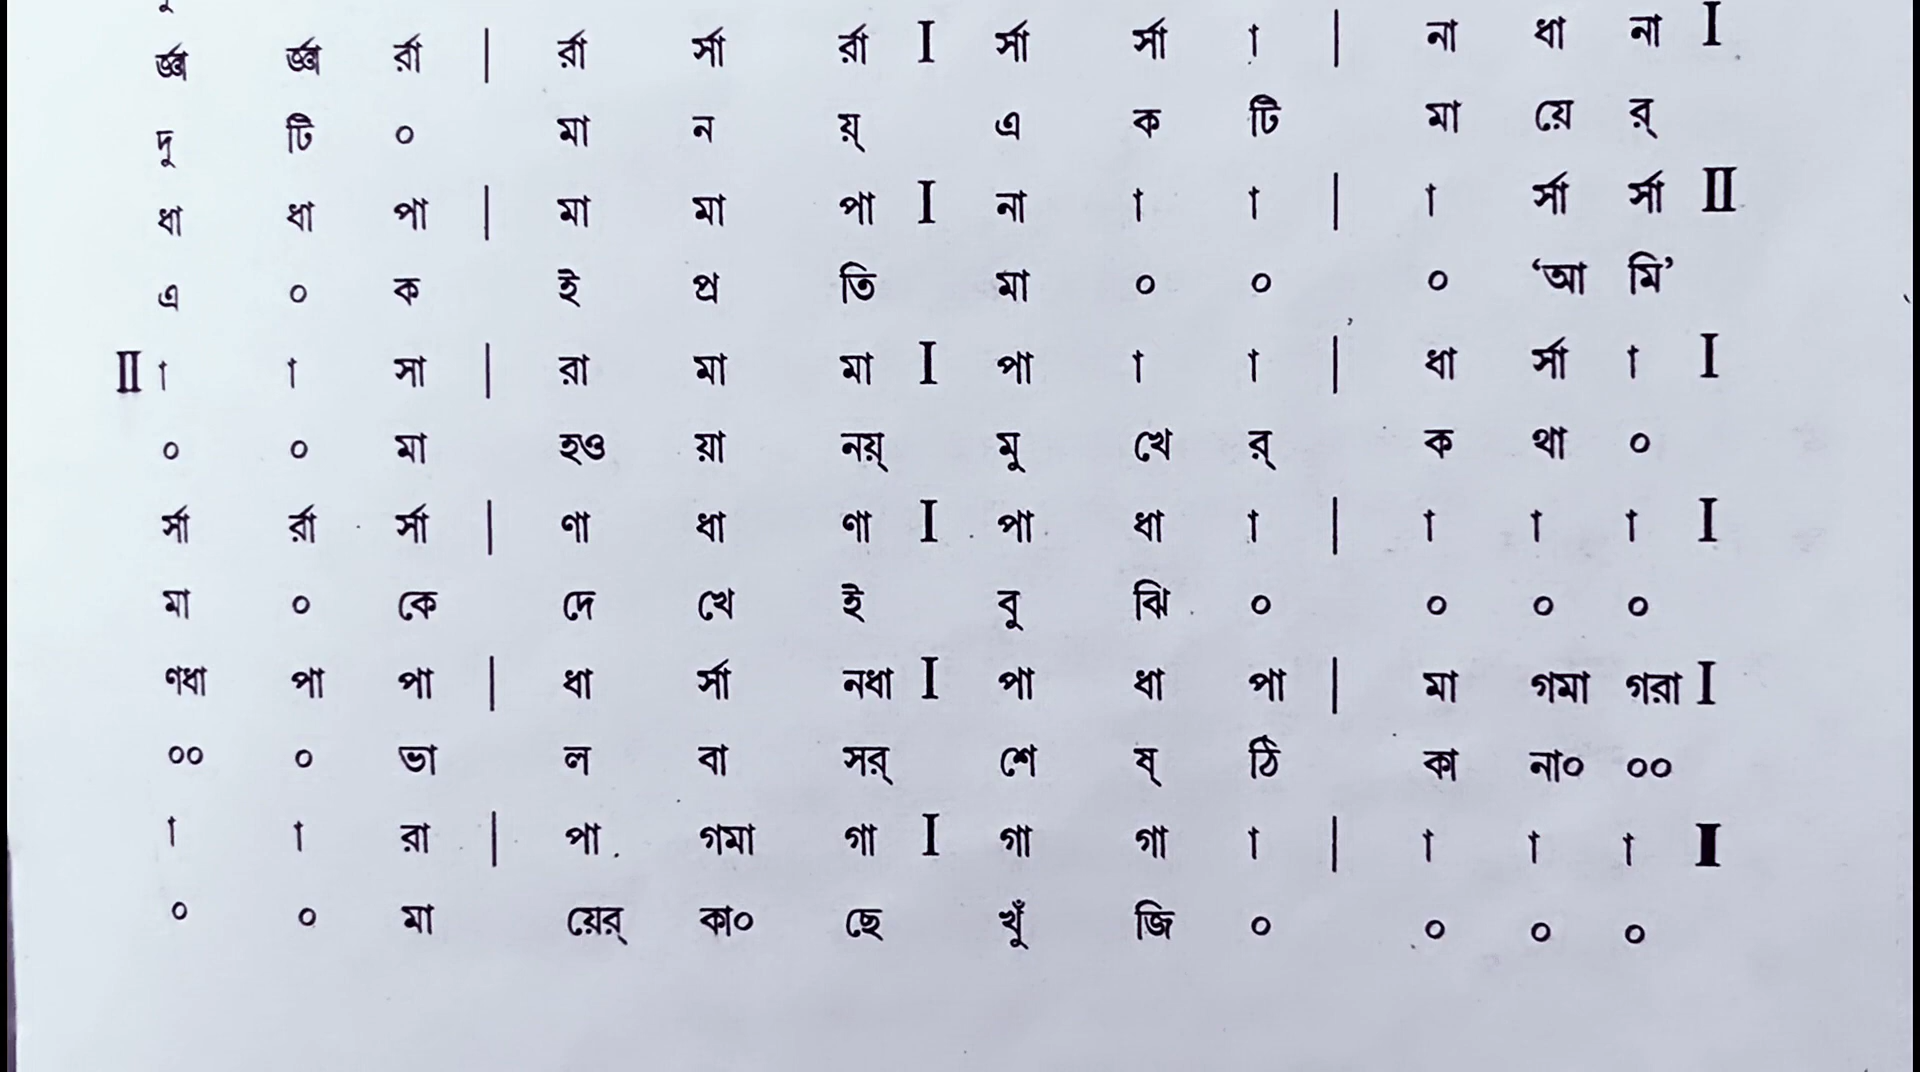 র্জ্ঞা র্জ্ঞা র্রা | র্রা র্সা র্রা I র্সা র্সা া | না ধা না I
দু টি ০ মা ন য়্ এ ক টি মা য়ে র্
ধা ধা পা | মা মা পা I না া া | া র্সা র্সা II
এ ০ ক ই প্র তি মা ০ ০ ০ ‘আ মি’
II া া সা | রা মা মা I পা া া | ধা র্সা া I
০ ০ মা হও য়া নয়্ মু খে র্ ক থা ০
র্সা র্রা র্সা | ণা ধা ণা I পা ধা া | া া া I
মা ০ কে দে খে ই বু ঝি ০ ০ ০ ০
ণধা পা পা | ধা র্সা নধা I পা ধা পা | মা গমা গরা I
০০ ০ ভা ল বা সর্ শে ষ্ ঠি কা না০ ০০
া া রা | পা গমা গা I গা গা া | া া া I
০ ০ মা য়ের্ কা০ ছে খুঁ জি ০ ০ ০ ০